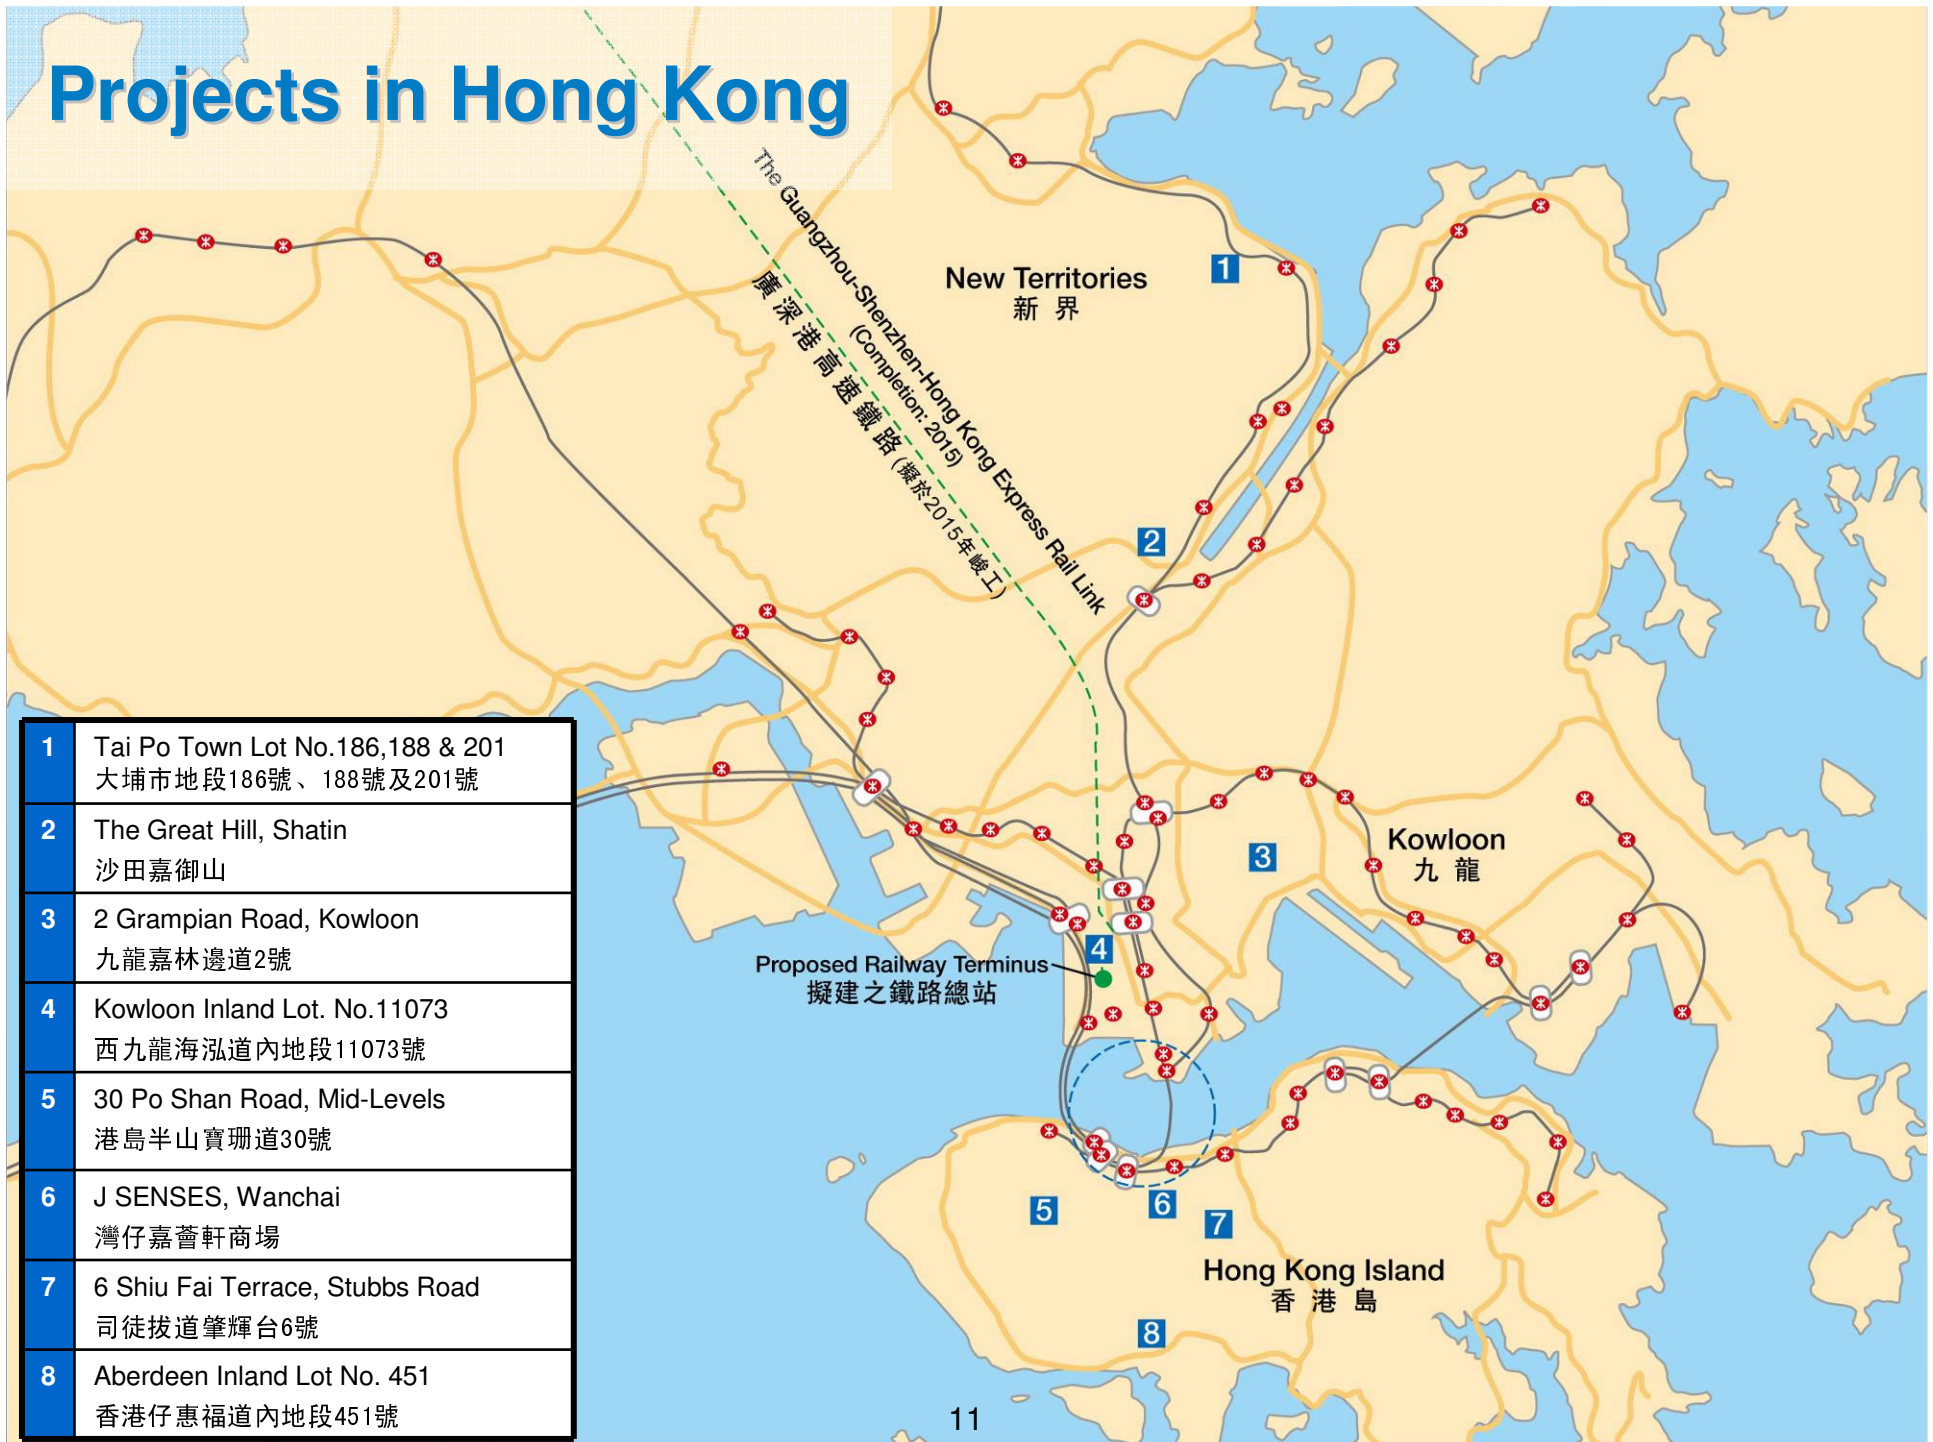 Projects in Hong Kong
The Guangzhou-Shenzhen-Hong Kong Express Rail Link
(Completion: 2015)
廣深港高速鐵路(擬於2015年峻工)
New Territories
新界
1
2
3
Kowloon
九龍
4
Proposed Railway Terminus
擬建之鐵路總站
5
6
7
Hong Kong Island
香港島
8
1 Tai Po Town Lot No.186,188 & 201
大埔市地段186號、188號及201號
2 The Great Hill, Shatin
沙田嘉御山
3 2 Grampian Road, Kowloon
九龍嘉林邊道2號
4 Kowloon Inland Lot. No.11073
西九龍海泓道內地段11073號
5 30 Po Shan Road, Mid-Levels
港島半山寶珊道30號
6 J SENSES, Wanchai
灣仔嘉薈軒商場
7 6 Shiu Fai Terrace, Stubbs Road
司徒拔道肇輝台6號
8 Aberdeen Inland Lot No. 451
香港仔惠福道內地段451號
11